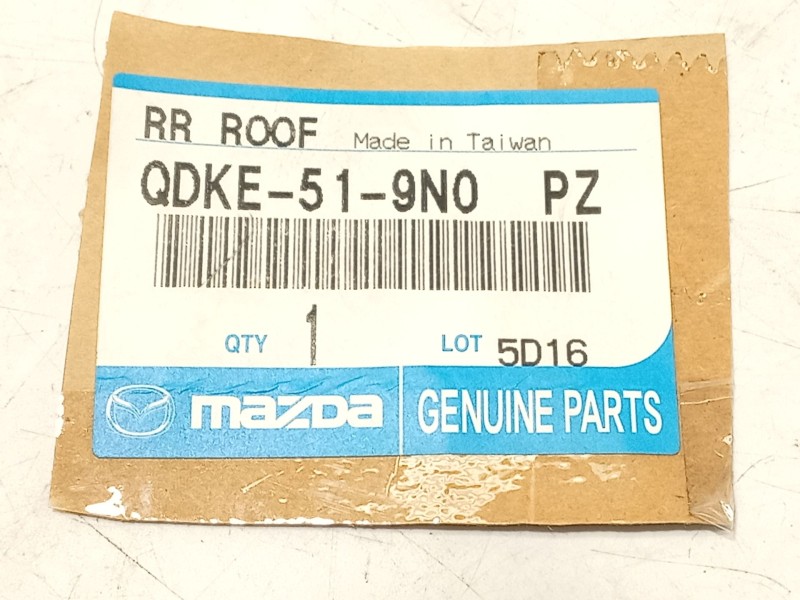 RR ROOF Made in Taiwan
QDKE-51-9N0 PZ
QTY 1 LOT 5D16
mazda GENUINE PARTS